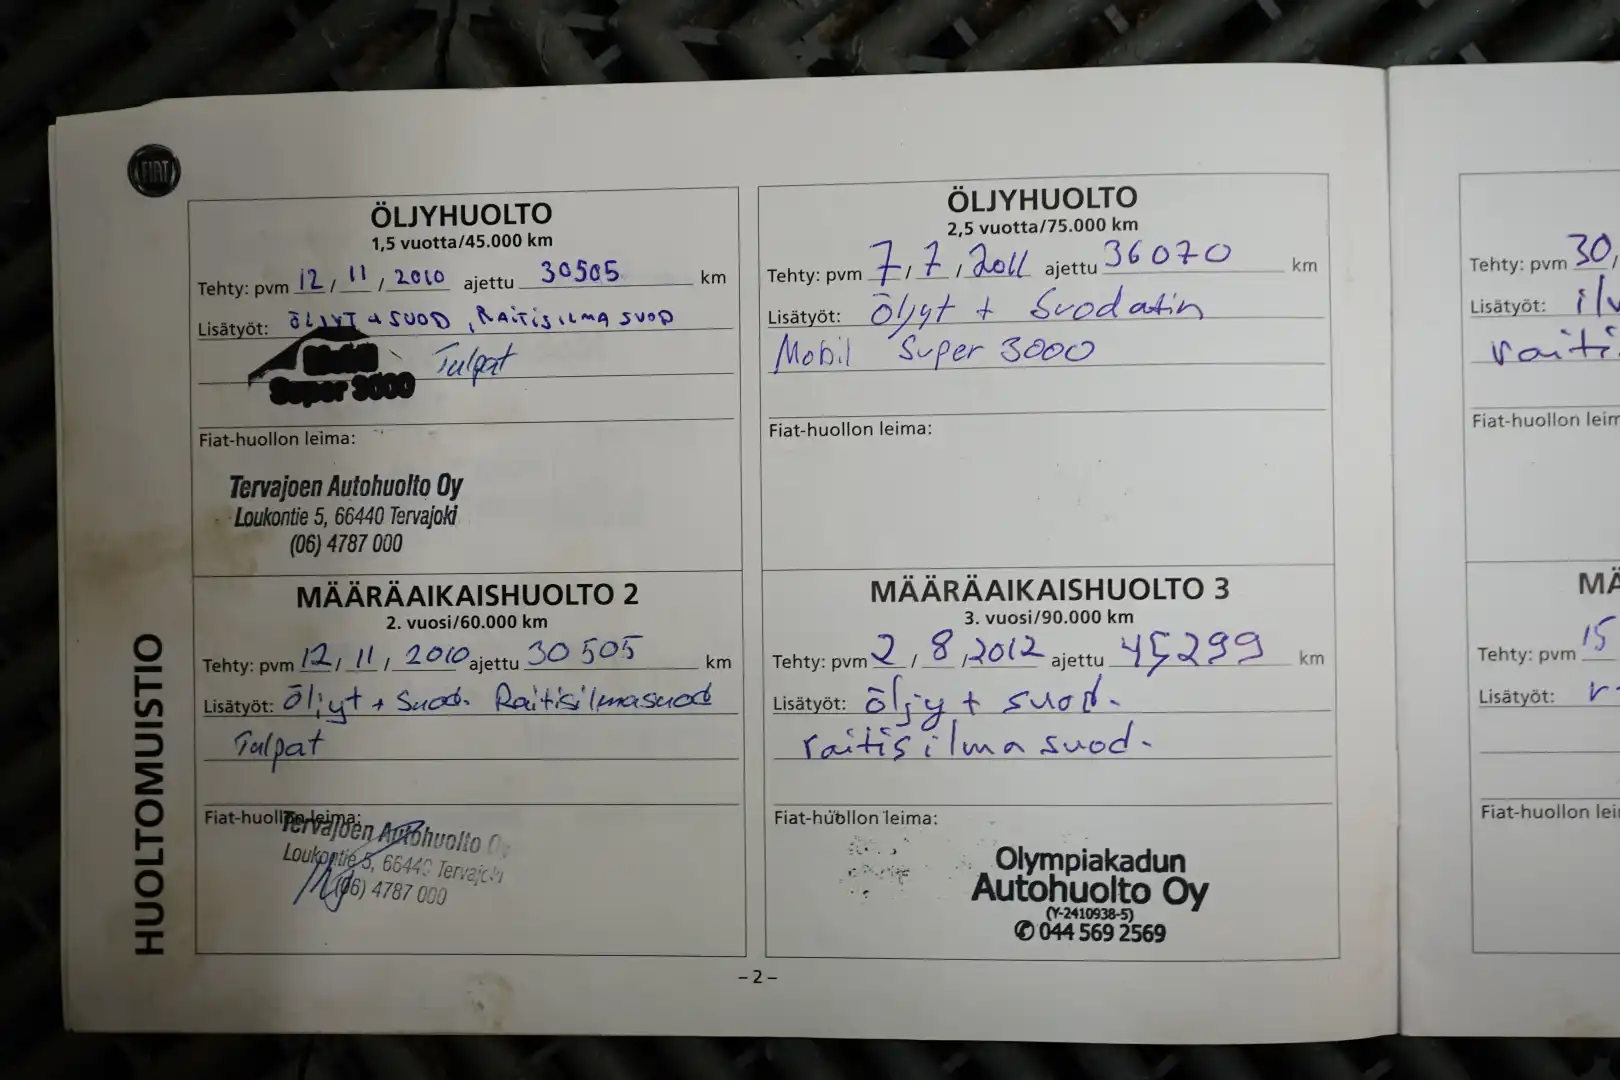 FIAT
ÖLJYHUOLTO
1,5 vuotta/45.000 km
Tehty: pvm 12 / 11 / 2010 ajettu 30505 km
Lisätyöt: ÖLJYT + SUOD, RAITISILMA SUOD
Mobil Tulpat
Super 3000
Fiat-huollon leima:
Tervajoen Autohuolto Oy
Loukontie 5, 66440 Tervajoki
(06) 4787 000
ÖLJYHUOLTO
2,5 vuotta/75.000 km
Tehty: pvm 7 / 7 / 2011 ajettu 36070 km
Lisätyöt: Öljyt + Suodatin
Mobil Super 3000
Fiat-huollon leima:
MÄÄRÄAIKAISHUOLTO 2
2. vuosi/60.000 km
Tehty: pvm 12 / 11 / 2010 ajettu 30505 km
Lisätyöt: Öljyt + Suod. Raitisilmasuod
Tulpat
Fiat-huollon leima:
Tervajoen Autohuolto Oy
Loukontie 5, 66440 Tervajoki
(06) 4787 000
MÄÄRÄAIKAISHUOLTO 3
3. vuosi/90.000 km
Tehty: pvm 2 / 8 / 2012 ajettu 45299 km
Lisätyöt: öljy + suod.
raitisilma suod.
Fiat-huollon leima:
Olympiakadun
Autohuolto Oy
(Y-2410938-5)
✆ 044 569 2569
HUOLTOMUISTIO
– 2 –
Tehty: pvm 30,
Lisätyöt:
Fiat-huollon leim
MÄ
Tehty: pvm 15
Lisätyöt:
Fiat-huollon lei